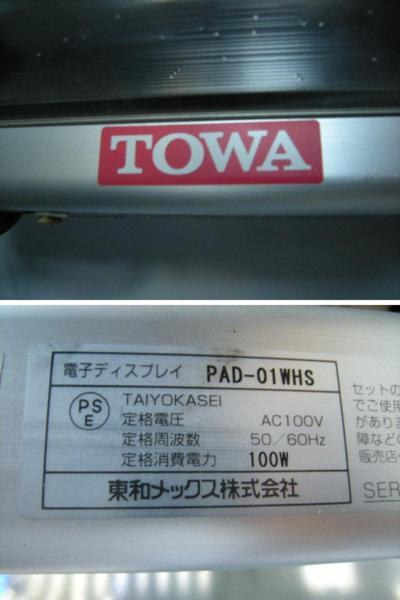 TOWA
電子ディスプレイ PAD-01WHS
PS
E
TAIYOKASEI
定格電圧 AC100V
定格周波数 50/60Hz
定格消費電力 100W
東和メックス株式会社
セットの
でご使用
があります
障などの
販売店
SER